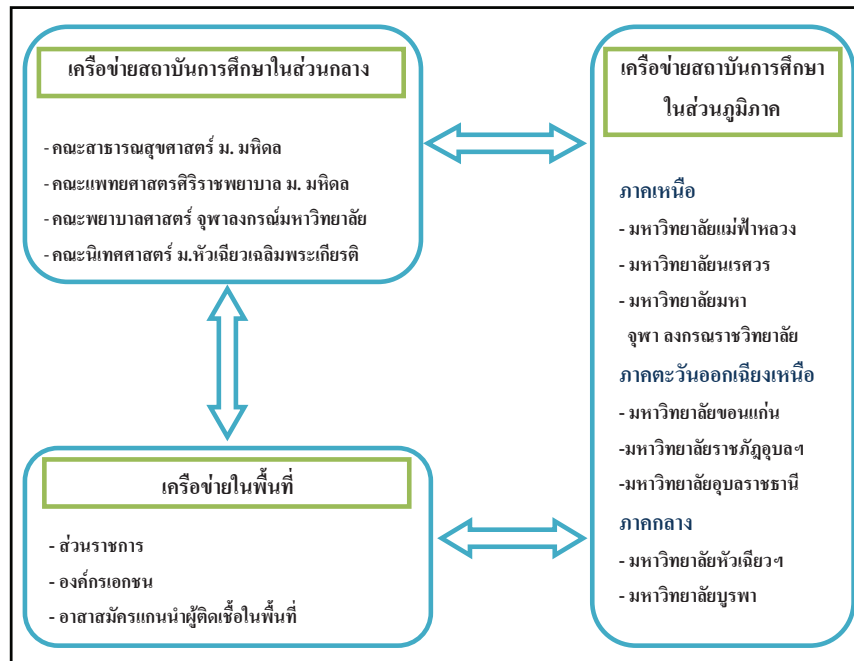 เครือข่ายสถาบันการศึกษาในส่วนกลาง
- คณะสาธารณสุขศาสตร์ ม. มหิดล
- คณะแพทยศาสตรศิริราชพยาบาล ม. มหิดล
- คณะพยาบาลศาสตร์ จุฬาลงกรณ์มหาวิทยาลัย
- คณะนิเทศศาสตร์ ม.หัวเฉียวเฉลิมพระเกียรติ
เครือข่ายสถาบันการศึกษา
ในส่วนภูมิภาค
ภาคเหนือ
- มหาวิทยาลัยแม่ฟ้าหลวง
- มหาวิทยาลัยนเรศวร
- มหาวิทยาลัยมหา
จุฬา ลงกรณราชวิทยาลัย
ภาคตะวันออกเฉียงเหนือ
- มหาวิทยาลัยขอนแก่น
-มหาวิทยาลัยราชภัฎอุบลฯ
-มหาวิทยาลัยอุบลราชธานี
ภาคกลาง
- มหาวิทยาลัยหัวเฉียวฯ
- มหาวิทยาลัยบูรพา
เครือข่ายในพื้นที่
- ส่วนราชการ
- องค์กรเอกชน
- อาสาสมัครแกนนำผู้ติดเชื้อในพื้นที่